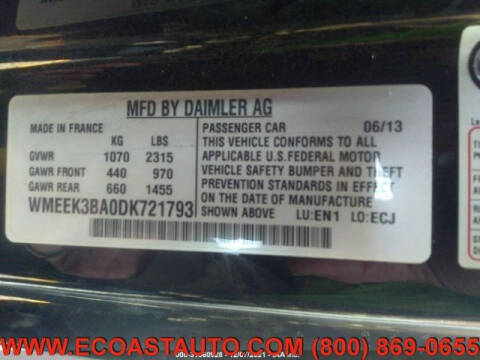 MFD BY DAIMLER AG
MADE IN FRANCE
KG LBS
GVWR 1070 2315
GAWR FRONT 440 970
GAWR REAR 660 1455
WMEEK3BA0DK721793
PASSENGER CAR 06/13
THIS VEHICLE CONFORMS TO ALL
APPLICABLE U.S.FEDERAL MOTOR
VEHICLE SAFETY BUMPER AND THEFT
PREVENTION STANDARDS IN EFFECT
ON THE DATE OF MANUFACTURE
SHOWN ABOVE LU:EN1 LO:ECJ
WWW.ECOASTAUTO.COM (800) 869-0655